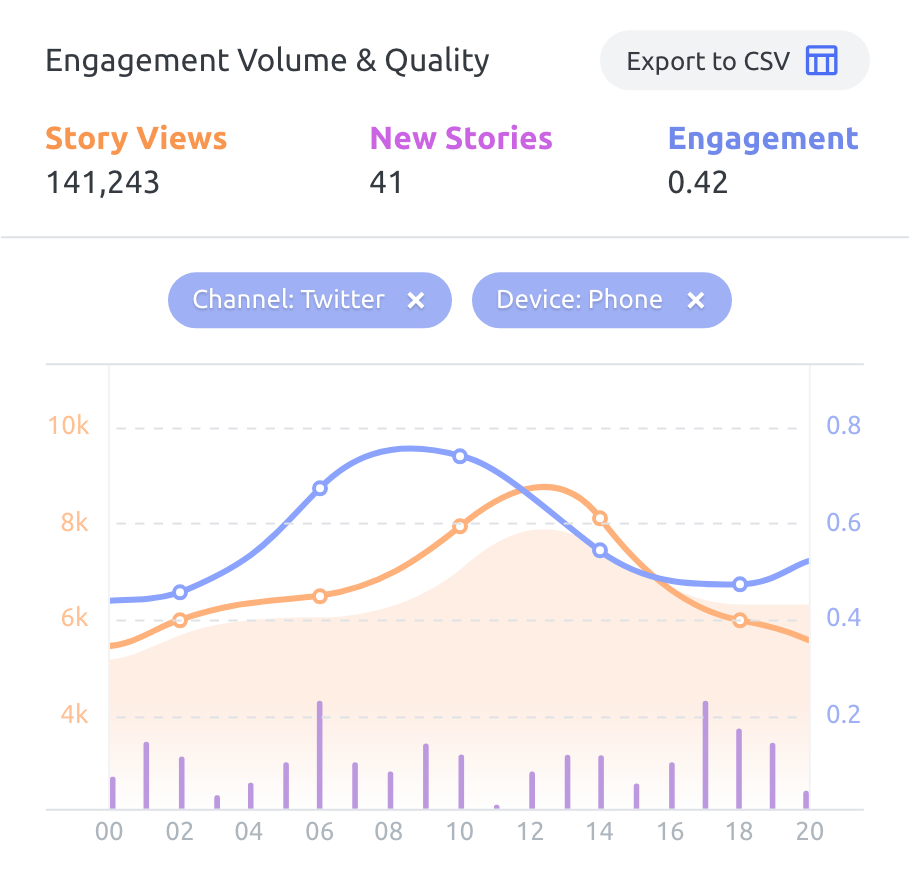 Engagement Volume & Quality
Export to CSV
Story Views
New Stories
Engagement
141,243
41
0.42
Channel: Twitter ×
Device: Phone ×
10k
0.8
8k
0.6
6k
0.4
4k
0.2
00 02 04 06 08 10 12 14 16 18 20